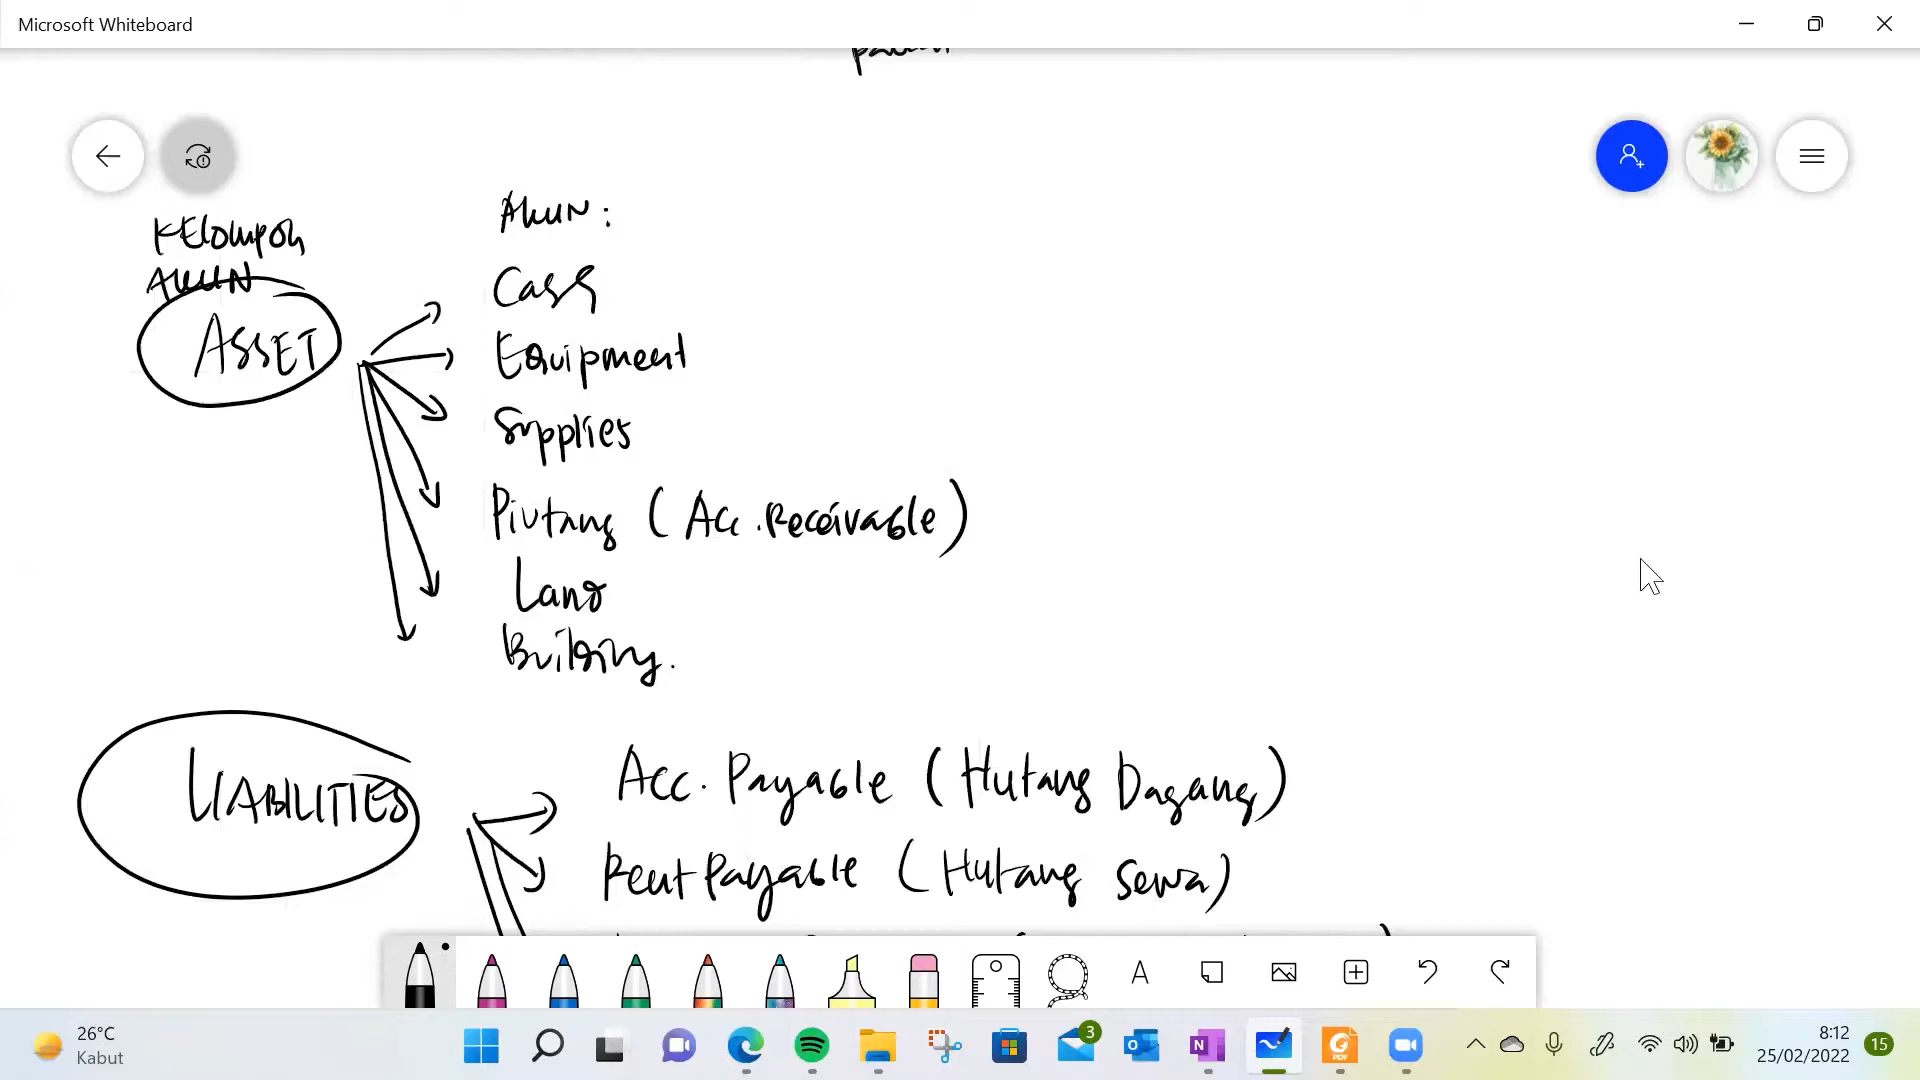 Microsoft Whiteboard
KElompok
AKUN
ASSET
AKUN :
Cash
Equipment
Supplies
Piutang (Acc. Receivable)
Land
Building.
LIABILITIES
Acc. Payable (Hutang Dagang)
Rent Payable (Hutang Sewa)
A
3
26°C
Kabut
8:12
25/02/2022
15